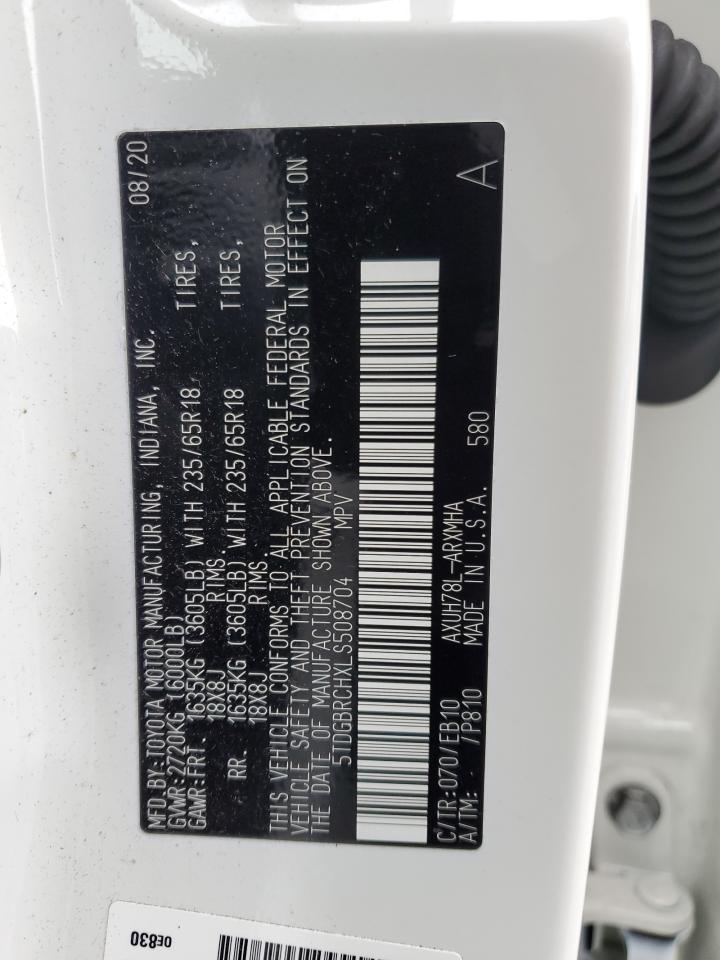 MFD BY:TOYOTA MOTOR MANUFACTURING, INDIANA, INC. 08/20
GVWR:2720KG (6000LB)
GAWR:FRT. 1635KG (3605LB) WITH 235/65R18 TIRES,
18X8J RIMS.
RR. 1635KG (3605LB) WITH 235/65R18 TIRES,
18X8J RIMS.
THIS VEHICLE CONFORMS TO ALL APPLICABLE FEDERAL MOTOR
VEHICLE SAFETY AND THEFT PREVENTION STANDARDS IN EFFECT ON
THE DATE OF MANUFACTURE SHOWN ABOVE.
5TDGBRCHXLS508704 MPV
C/TR:070/EB10 AXUH78L-ARXMHA A
A/TM: - /P810 MADE IN U.S.A. 580
0E830